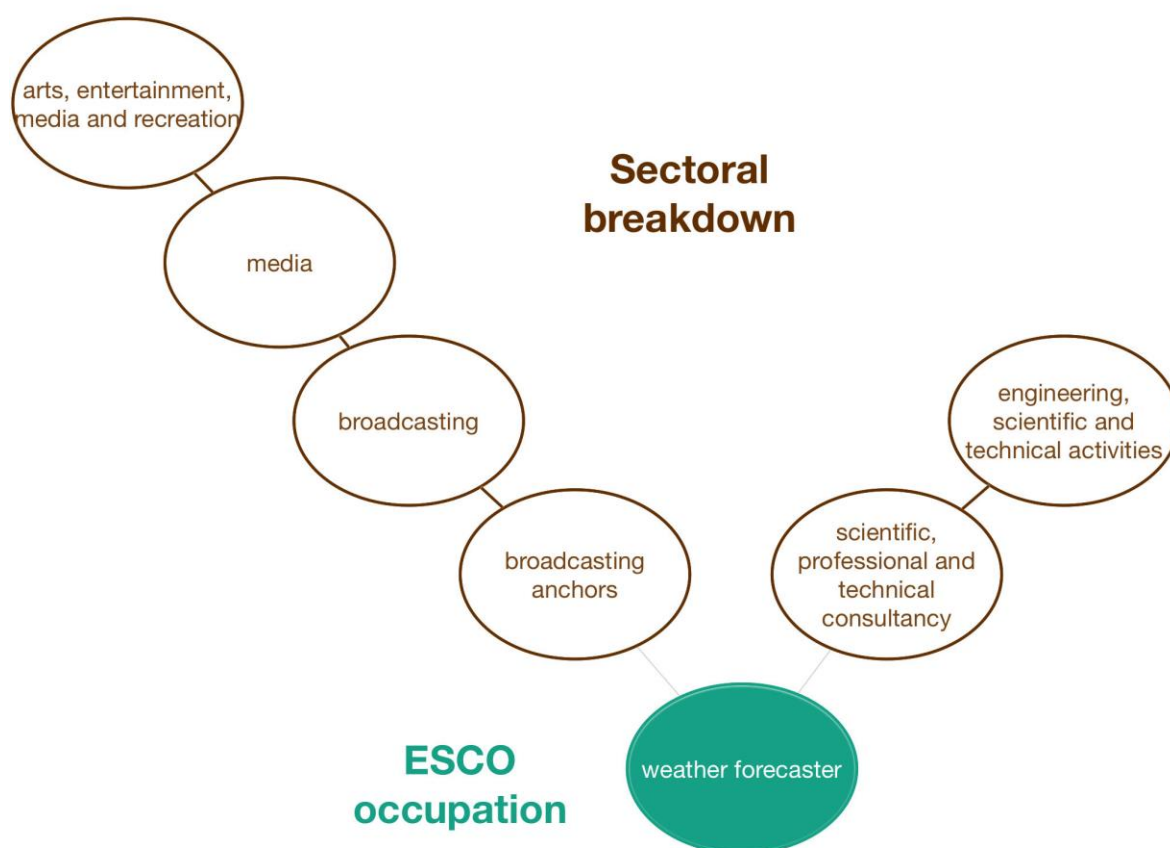 arts, entertainment,
media and recreation
Sectoral
breakdown
media
broadcasting
engineering,
scientific and
technical activities
broadcasting
anchors
scientific,
professional and
technical
consultancy
ESCO
occupation
weather forecaster